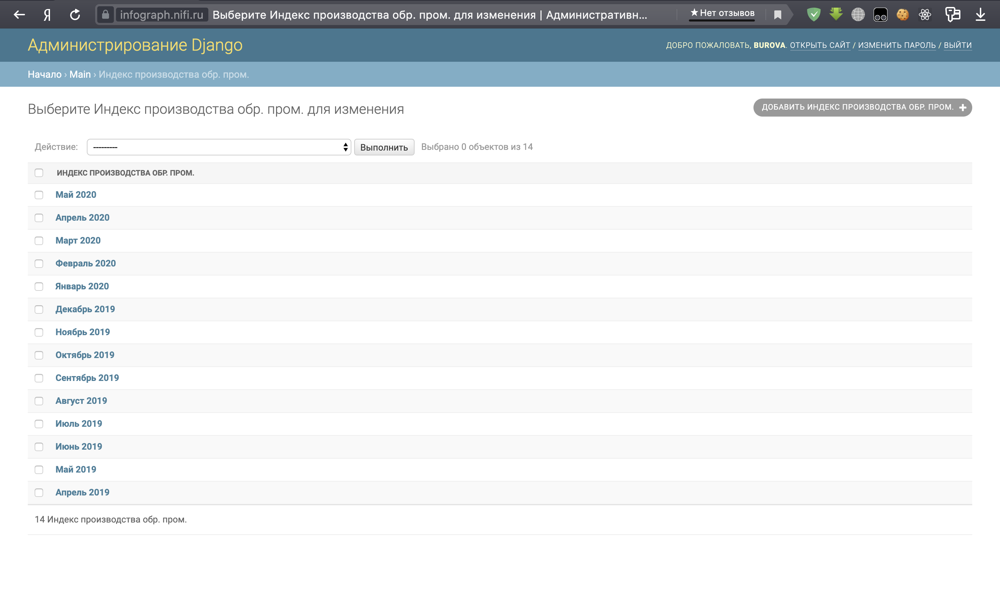 Я infograph.nifi.ru Выберите Индекс производства обр. пром. для изменения | Административн... ★Нет отзывов
Администрирование Django
ДОБРО ПОЖАЛОВАТЬ, BUROVA. ОТКРЫТЬ САЙТ / ИЗМЕНИТЬ ПАРОЛЬ / ВЫЙТИ
Начало › Main › Индекс производства обр. пром.
Выберите Индекс производства обр. пром. для изменения
ДОБАВИТЬ ИНДЕКС ПРОИЗВОДСТВА ОБР. ПРОМ. +
Действие: --------- Выполнить Выбрано 0 объектов из 14
ИНДЕКС ПРОИЗВОДСТВА ОБР. ПРОМ.
Май 2020
Апрель 2020
Март 2020
Февраль 2020
Январь 2020
Декабрь 2019
Ноябрь 2019
Октябрь 2019
Сентябрь 2019
Август 2019
Июль 2019
Июнь 2019
Май 2019
Апрель 2019
14 Индекс производства обр. пром.